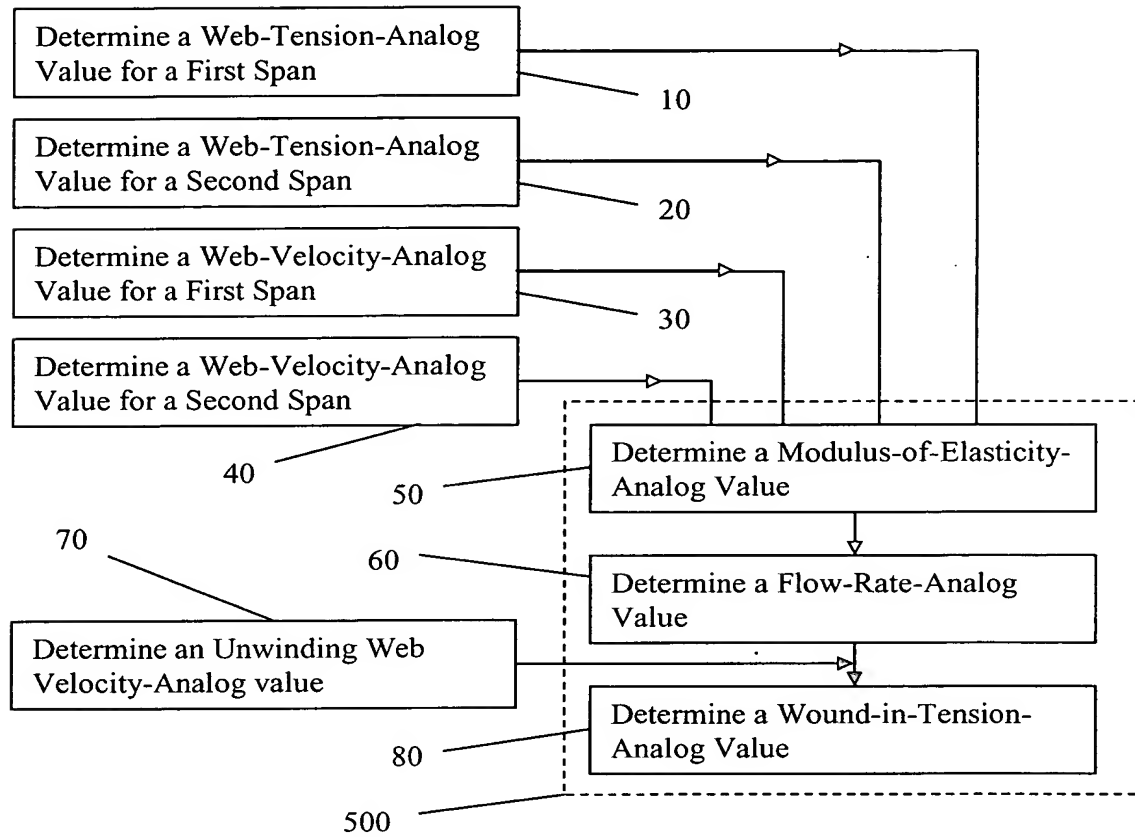 Determine a Web-Tension-Analog
Value for a First Span
10
Determine a Web-Tension-Analog
Value for a Second Span
20
Determine a Web-Velocity-Analog
Value for a First Span
30
Determine a Web-Velocity-Analog
Value for a Second Span
40
Determine a Modulus-of-Elasticity-
Analog Value
50
70
60
Determine a Flow-Rate-Analog
Value
Determine an Unwinding Web
Velocity-Analog value
Determine a Wound-in-Tension-
Analog Value
80
500